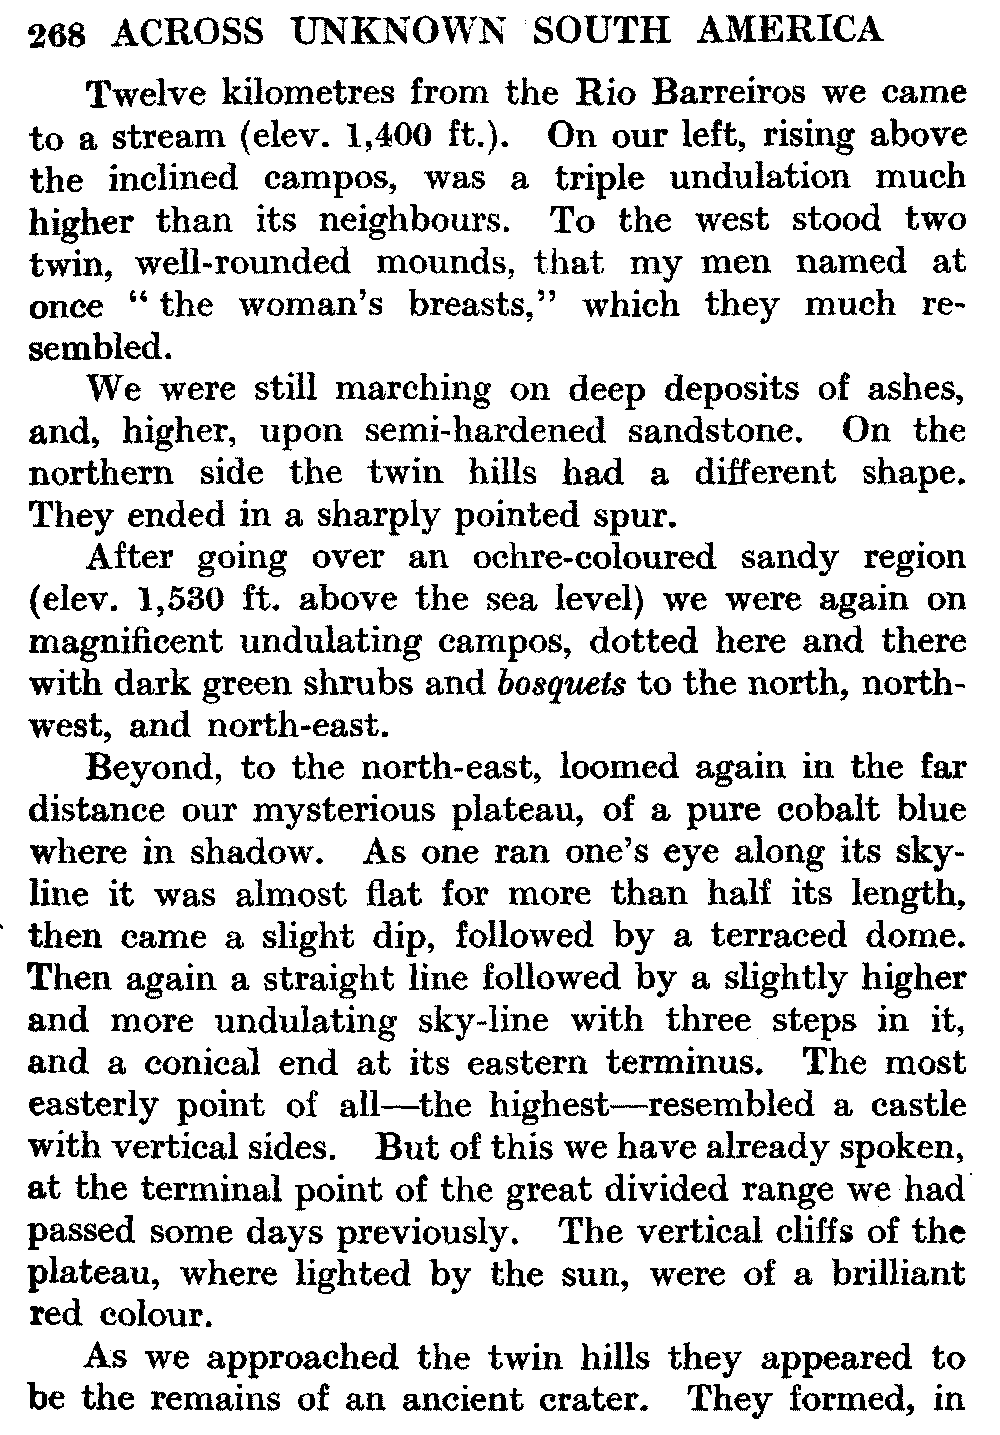 268 ACROSS UNKNOWN SOUTH AMERICA
Twelve kilometres from the Rio Barreiros we came
to a stream (elev. 1,400 ft.). On our left, rising above
the inclined campos, was a triple undulation much
higher than its neighbours. To the west stood two
twin, well-rounded mounds, that my men named at
once “ the woman’s breasts,” which they much re-
sembled.
We were still marching on deep deposits of ashes,
and, higher, upon semi-hardened sandstone. On the
northern side the twin hills had a different shape.
They ended in a sharply pointed spur.
After going over an ochre-coloured sandy region
(elev. 1,530 ft. above the sea level) we were again on
magnificent undulating campos, dotted here and there
with dark green shrubs and bosquets to the north, north-
west, and north-east.
Beyond, to the north-east, loomed again in the far
distance our mysterious plateau, of a pure cobalt blue
where in shadow. As one ran one’s eye along its sky-
line it was almost flat for more than half its length,
then came a slight dip, followed by a terraced dome.
Then again a straight line followed by a slightly higher
and more undulating sky-line with three steps in it,
and a conical end at its eastern terminus. The most
easterly point of all—the highest—resembled a castle
with vertical sides. But of this we have already spoken,
at the terminal point of the great divided range we had
passed some days previously. The vertical cliffs of the
plateau, where lighted by the sun, were of a brilliant
red colour.
As we approached the twin hills they appeared to
be the remains of an ancient crater. They formed, in